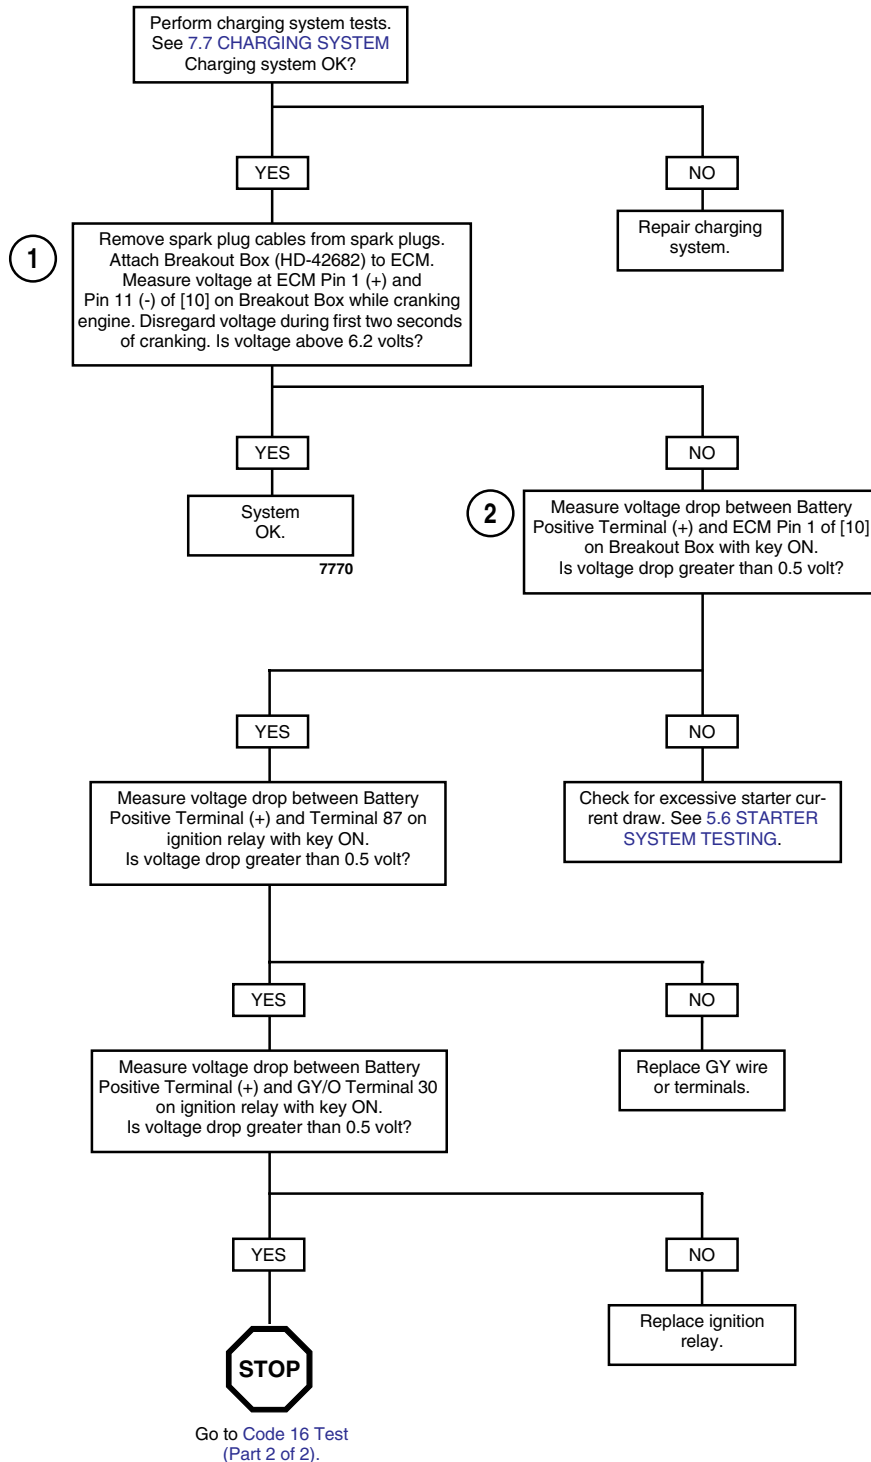 Perform charging system tests.
See 7.7 CHARGING SYSTEM
Charging system OK?
YES
NO
1
Remove spark plug cables from spark plugs.
Attach Breakout Box (HD-42682) to ECM.
Measure voltage at ECM Pin 1 (+) and
Pin 11 (-) of [10] on Breakout Box while cranking
engine. Disregard voltage during first two seconds
of cranking. Is voltage above 6.2 volts?
Repair charging
system.
YES
NO
System
OK.
7770
2
Measure voltage drop between Battery
Positive Terminal (+) and ECM Pin 1 of [10]
on Breakout Box with key ON.
Is voltage drop greater than 0.5 volt?
YES
NO
Measure voltage drop between Battery
Positive Terminal (+) and Terminal 87 on
ignition relay with key ON.
Is voltage drop greater than 0.5 volt?
Check for excessive starter cur-
rent draw. See 5.6 STARTER
SYSTEM TESTING.
YES
NO
Measure voltage drop between Battery
Positive Terminal (+) and GY/O Terminal 30
on ignition relay with key ON.
Is voltage drop greater than 0.5 volt?
Replace GY wire
or terminals.
YES
NO
STOP
Replace ignition
relay.
Go to Code 16 Test
(Part 2 of 2).